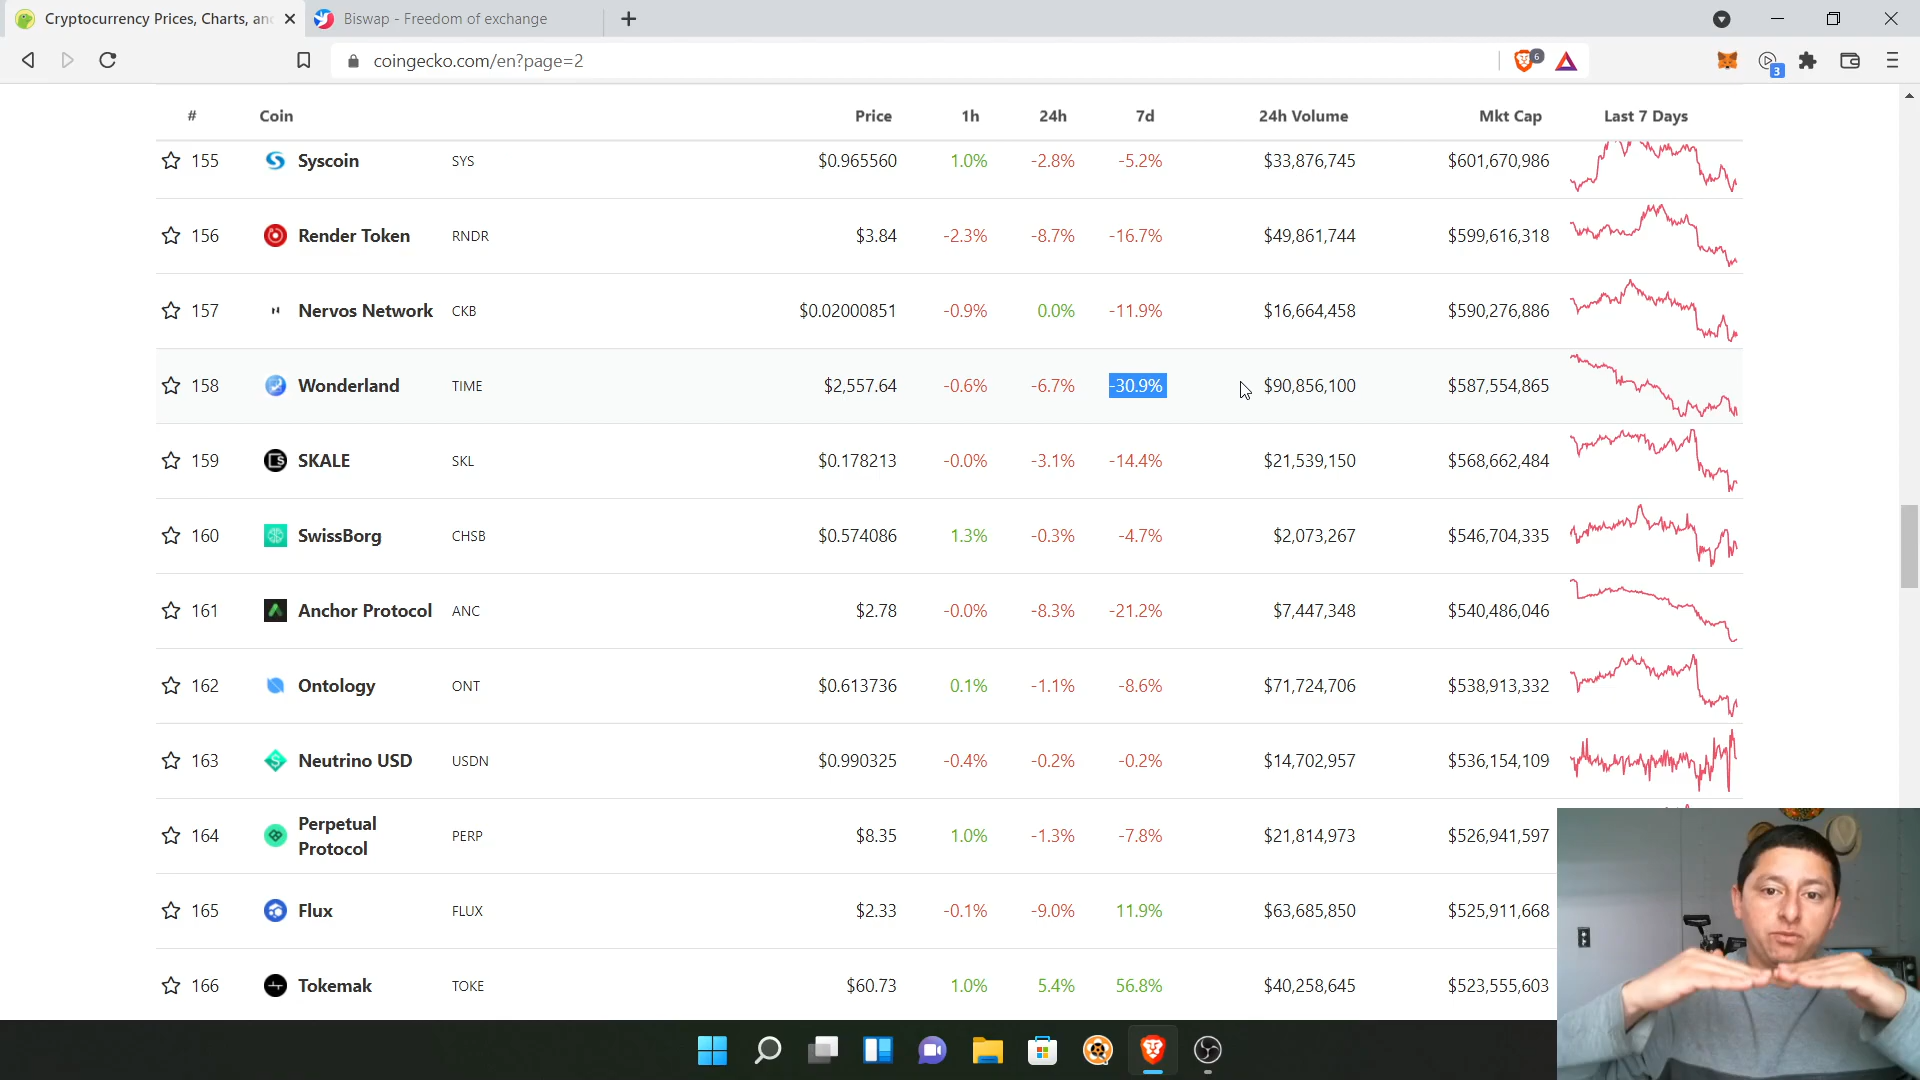 Cryptocurrency Prices, Charts, an
Biswap - Freedom of exchange
coingecko.com/en?page=2
6
3
# Coin Price 1h 24h 7d 24h Volume Mkt Cap Last 7 Days
155 Syscoin SYS $0.965560 1.0% -2.8% -5.2% $33,876,745 $601,670,986
156 Render Token RNDR $3.84 -2.3% -8.7% -16.7% $49,861,744 $599,616,318
157 Nervos Network CKB $0.02000851 -0.9% 0.0% -11.9% $16,664,458 $590,276,886
158 Wonderland TIME $2,557.64 -0.6% -6.7% -30.9% $90,856,100 $587,554,865
159 SKALE SKL $0.178213 -0.0% -3.1% -14.4% $21,539,150 $568,662,484
160 SwissBorg CHSB $0.574086 1.3% -0.3% -4.7% $2,073,267 $546,704,335
161 Anchor Protocol ANC $2.78 -0.0% -8.3% -21.2% $7,447,348 $540,486,046
162 Ontology ONT $0.613736 0.1% -1.1% -8.6% $71,724,706 $538,913,332
163 Neutrino USD USDN $0.990325 -0.4% -0.2% -0.2% $14,702,957 $536,154,109
164 Perpetual Protocol PERP $8.35 1.0% -1.3% -7.8% $21,814,973 $526,941,597
165 Flux FLUX $2.33 -0.1% -9.0% 11.9% $63,685,850 $525,911,668
166 Tokemak TOKE $60.73 1.0% 5.4% 56.8% $40,258,645 $523,555,603